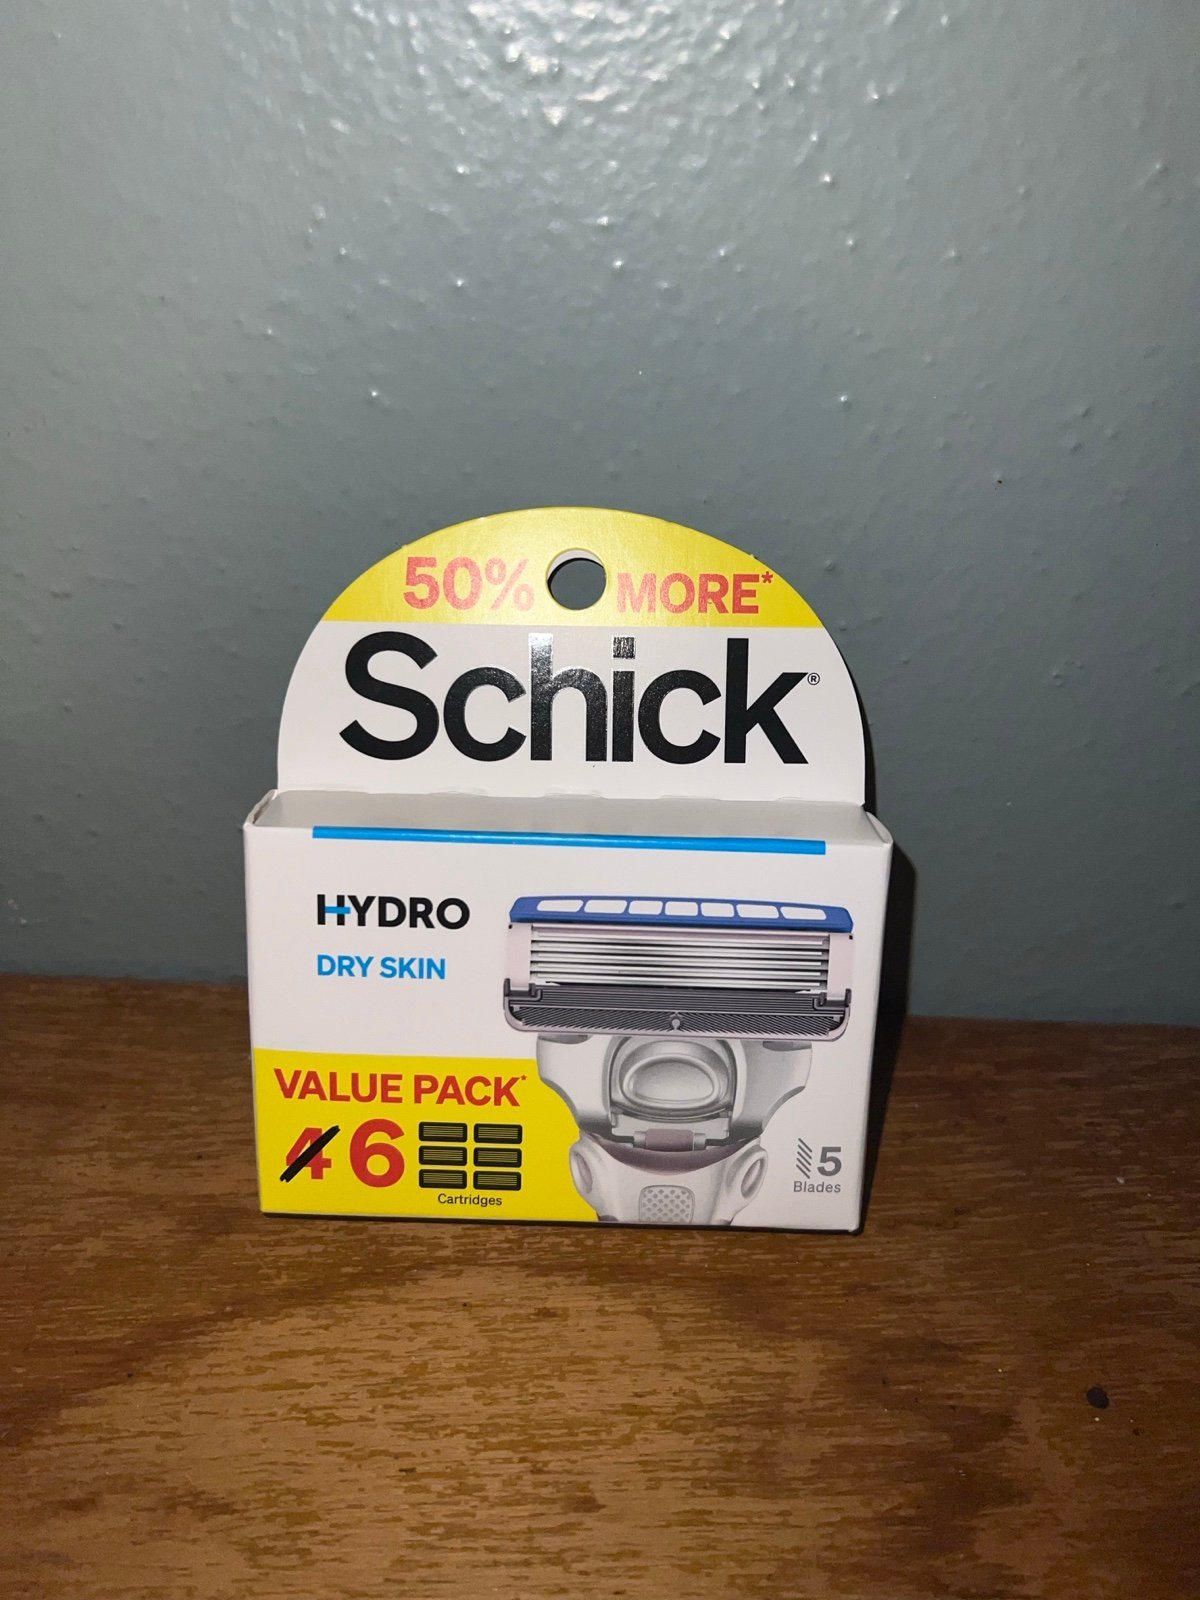 50% MORE*
Schick®
HYDRO
DRY SKIN
VALUE PACK*
4 6
Cartridges
5
Blades